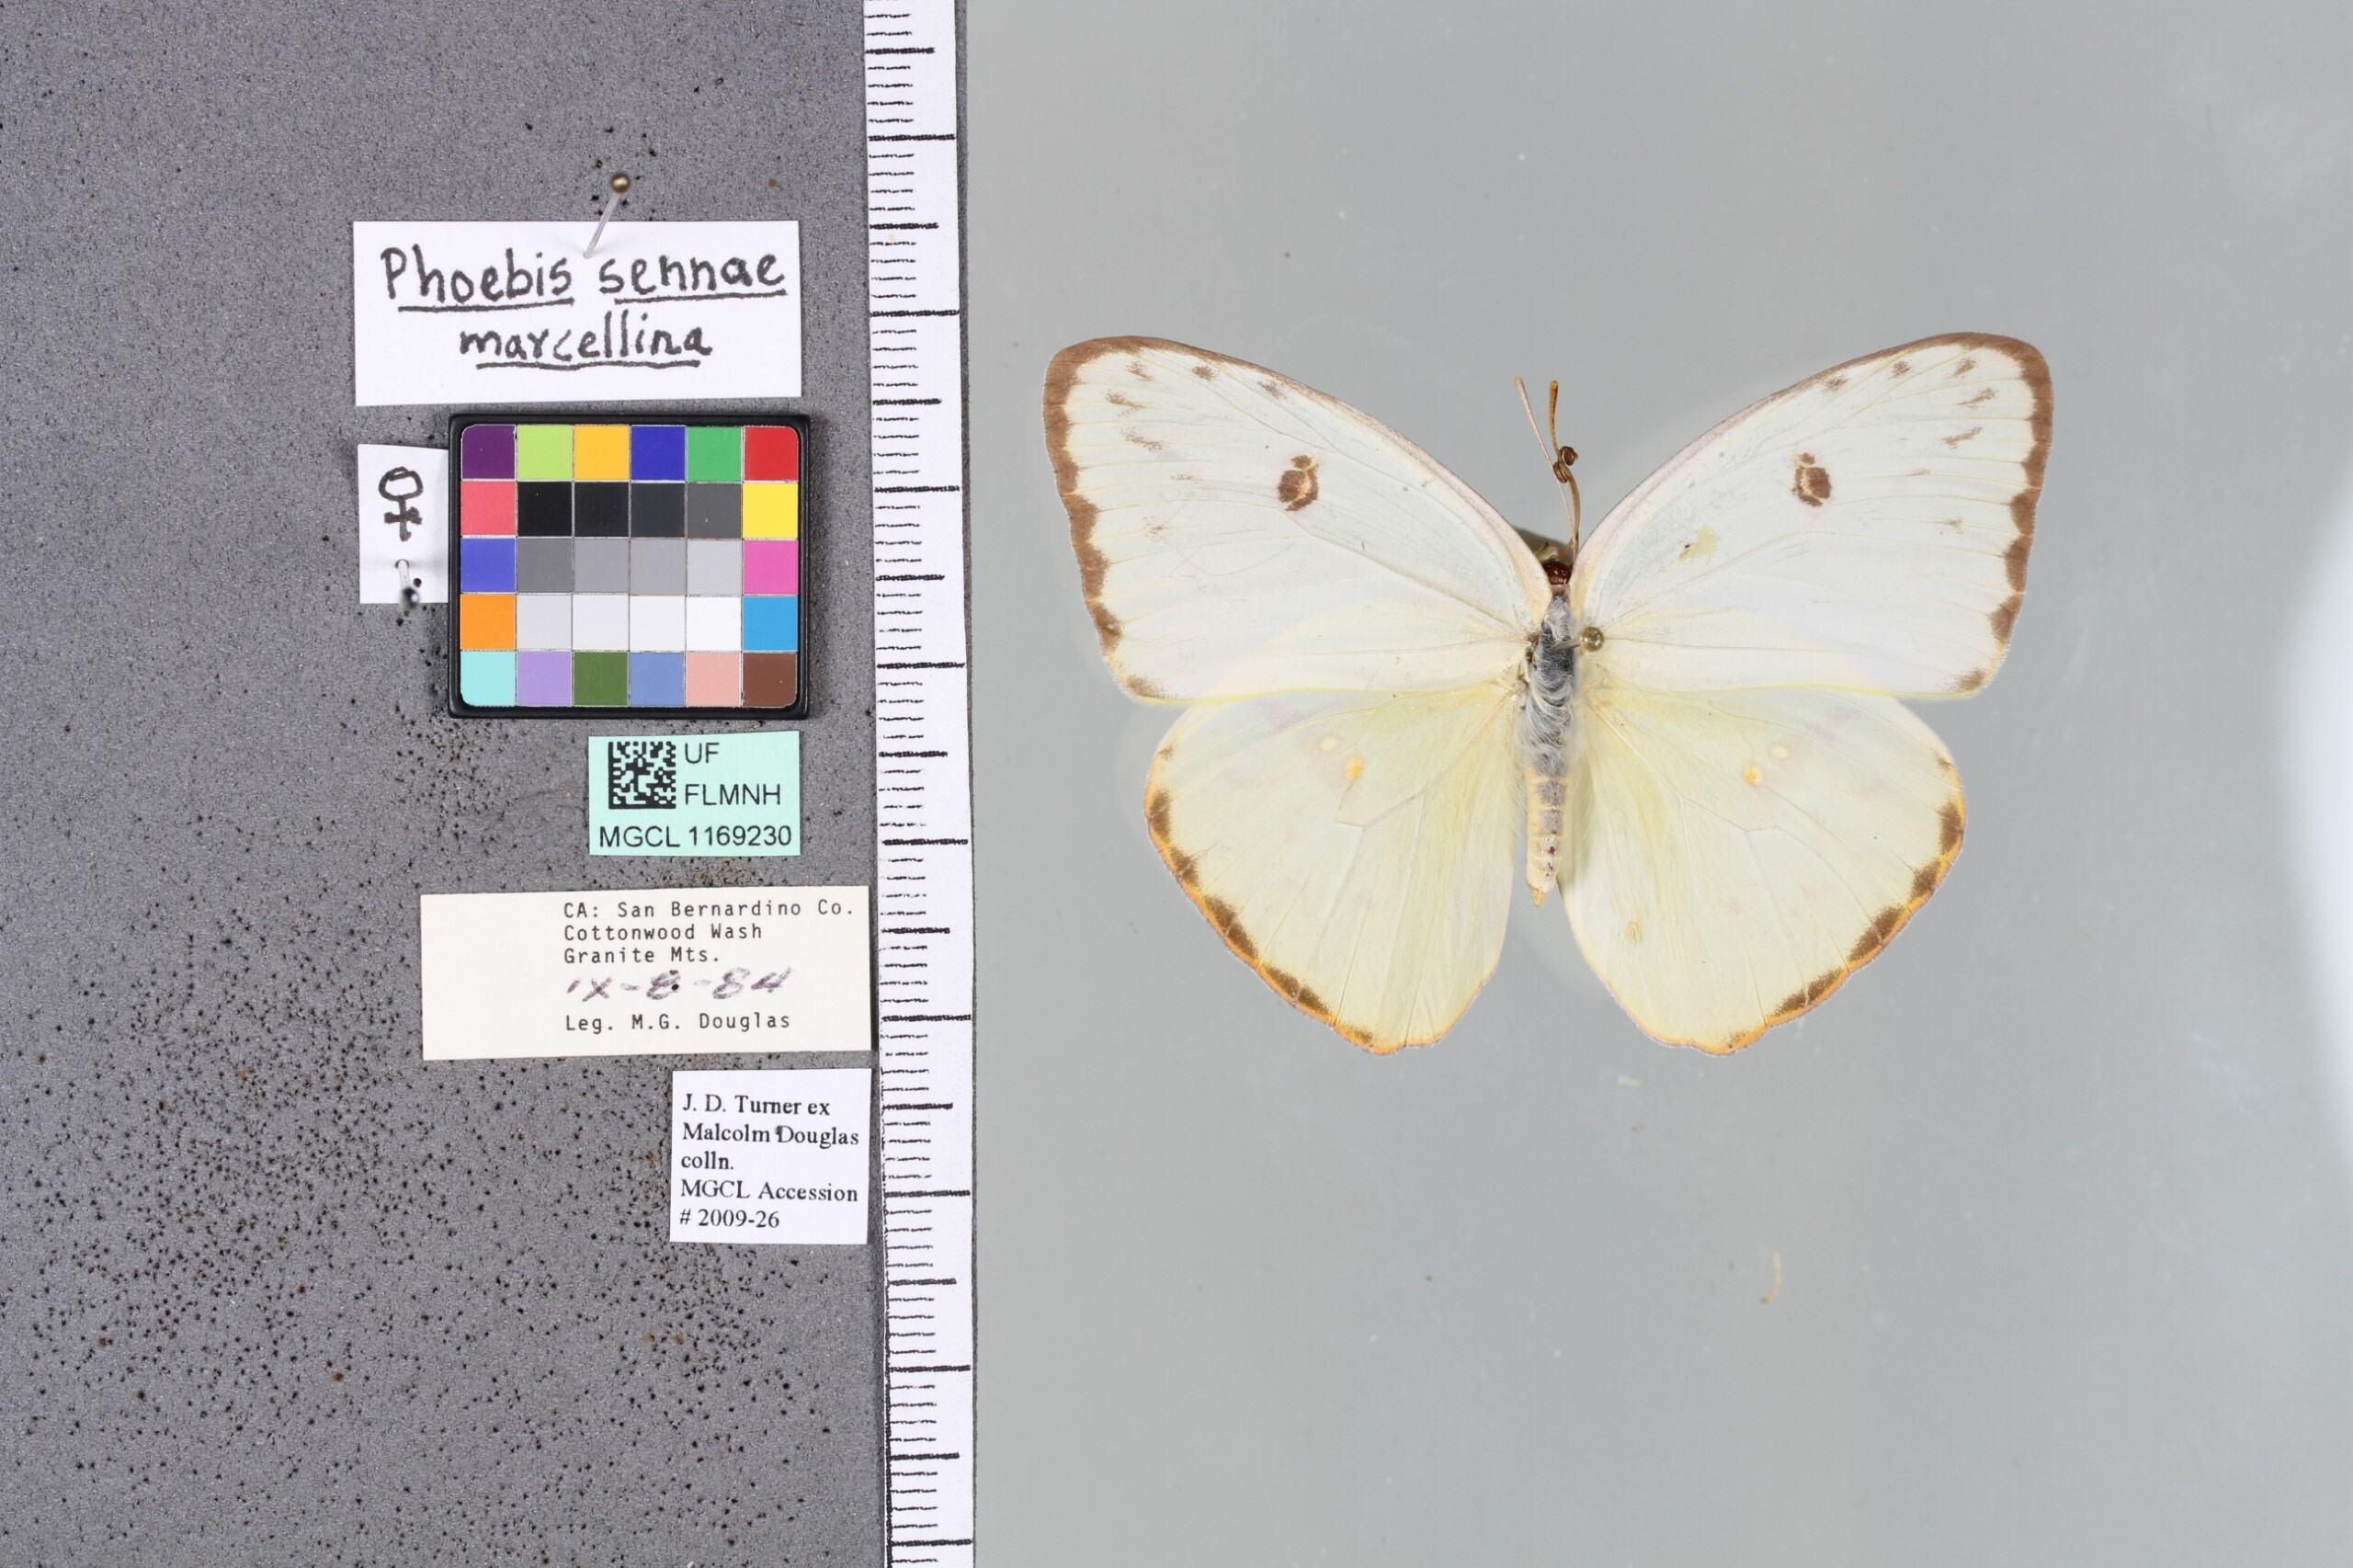 Phoebis sennae
marcellina
♀
UF
FLMNH
MGCL 1169230
CA: San Bernardino Co.
Cottonwood Wash
Granite Mts.
ix-8-84
Leg. M.G. Douglas
J. D. Turner ex
Malcolm Douglas
colln.
MGCL Accession
# 2009-26